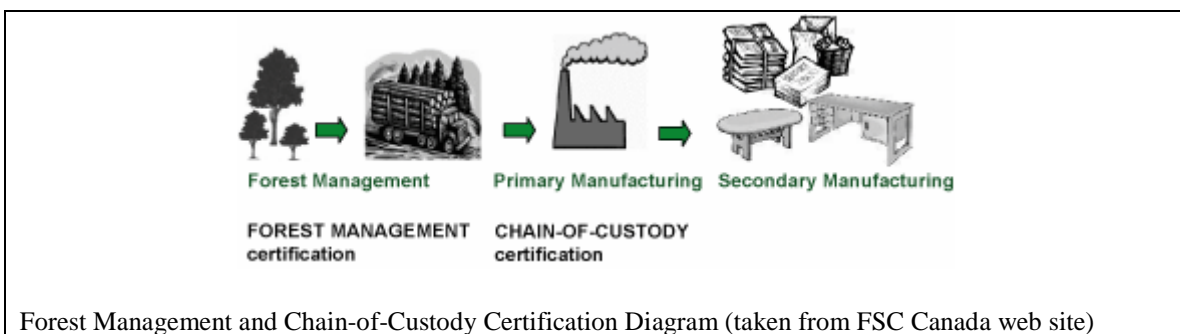 Forest Management Primary Manufacturing Secondary Manufacturing
FOREST MANAGEMENT certification
CHAIN-OF-CUSTODY certification
Forest Management and Chain-of-Custody Certification Diagram (taken from FSC Canada web site)